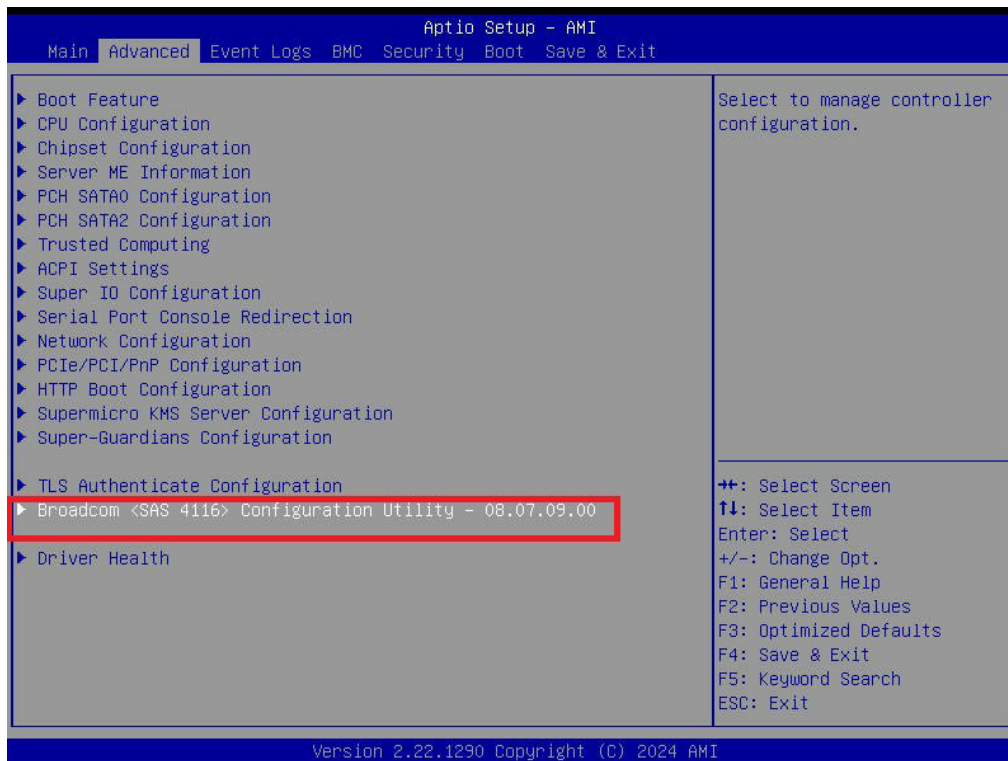 Aptio Setup - AMI
Main Advanced Event Logs BMC Security Boot Save & Exit
▶ Boot Feature
▶ CPU Configuration
▶ Chipset Configuration
▶ Server ME Information
▶ PCH SATA0 Configuration
▶ PCH SATA2 Configuration
▶ Trusted Computing
▶ ACPI Settings
▶ Super IO Configuration
▶ Serial Port Console Redirection
▶ Network Configuration
▶ PCIe/PCI/PnP Configuration
▶ HTTP Boot Configuration
▶ Supermicro KMS Server Configuration
▶ Super-Guardians Configuration
▶ TLS Authenticate Configuration
▶ Broadcom <SAS 4116> Configuration Utility - 08.07.09.00
▶ Driver Health
Select to manage controller
configuration.
→←: Select Screen
↑↓: Select Item
Enter: Select
+/-: Change Opt.
F1: General Help
F2: Previous Values
F3: Optimized Defaults
F4: Save & Exit
F5: Keyword Search
ESC: Exit
Version 2.22.1290 Copyright (C) 2024 AMI